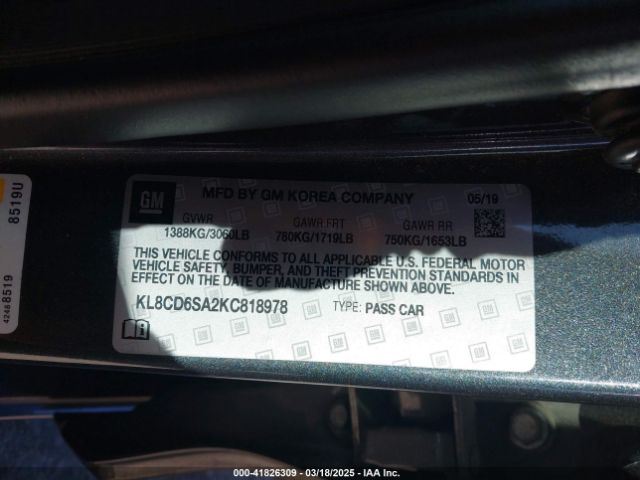 GM
MFD BY GM KOREA COMPANY
05/19
GVWR
GAWR FRT
GAWR RR
1388KG/3060LB
780KG/1719LB
750KG/1653LB
THIS VEHICLE CONFORMS TO ALL APPLICABLE U.S. FEDERAL MOTOR
VEHICLE SAFETY, BUMPER, AND THEFT PREVENTION STANDARDS IN
EFFECT ON THE DATE OF MANUFACTURE SHOWN ABOVE.
KL8CD6SA2KC818978
TYPE: PASS CAR
8519U
42488519
000-41826309 | 03/18/2025 | IAA Inc.